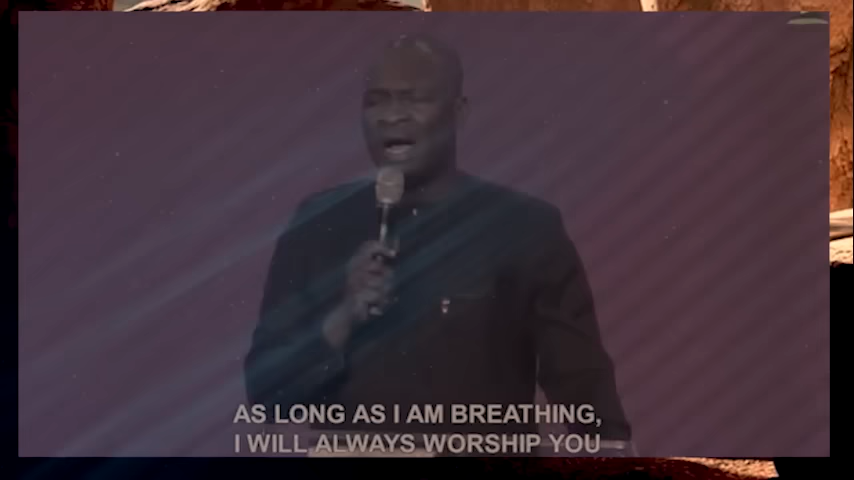 AS LONG AS I AM BREATHING,
I WILL ALWAYS WORSHIP YOU